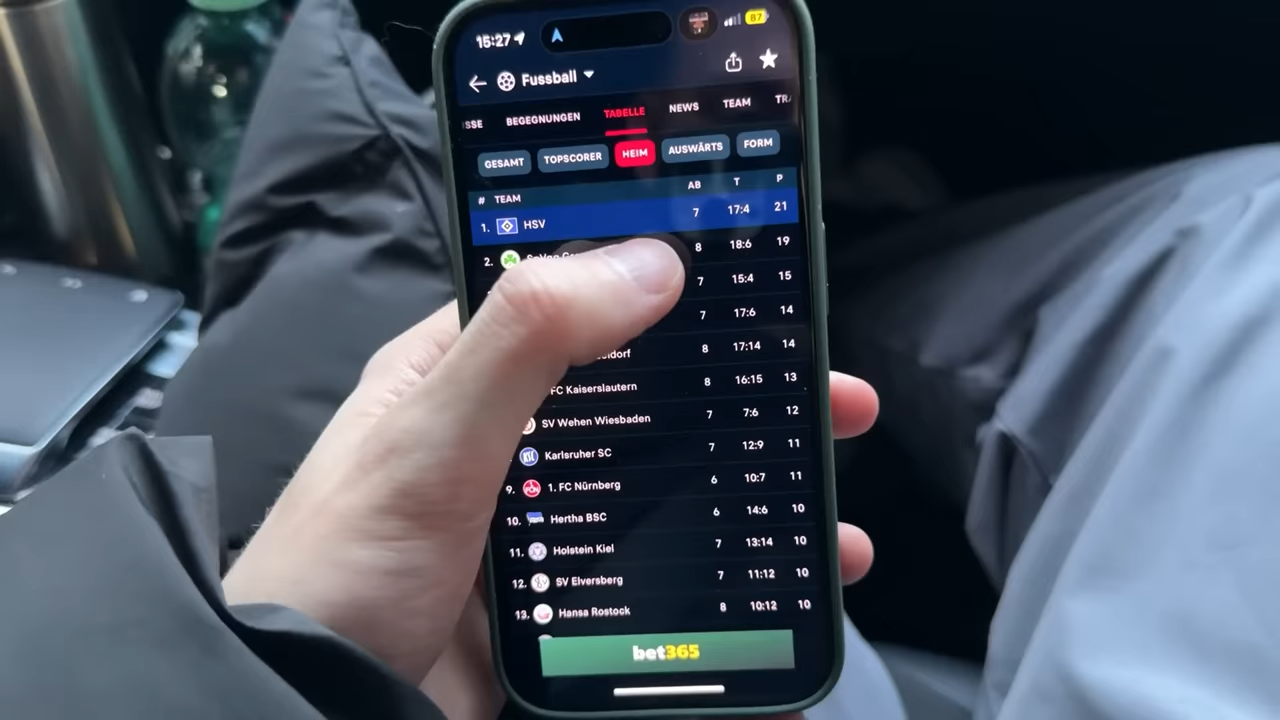 15:27 87
Fussball
SSE BEGEGNUNGEN TABELLE NEWS TEAM TR
GESAMT TOPSCORER HEIM AUSWÄRTS FORM
# TEAM AB T P
1. HSV 7 17:4 21
2. 8 18:6 19
7 15:4 15
7 17:6 14
ldorf 8 17:14 14
FC Kaiserslautern 8 16:15 13
SV Wehen Wiesbaden 7 7:6 12
Karlsruher SC 7 12:9 11
9. 1. FC Nürnberg 6 10:7 11
10. Hertha BSC 6 14:6 10
11. Holstein Kiel 7 13:14 10
12. SV Elversberg 7 11:12 10
13. Hansa Rostock 8 10:12 10
bet365